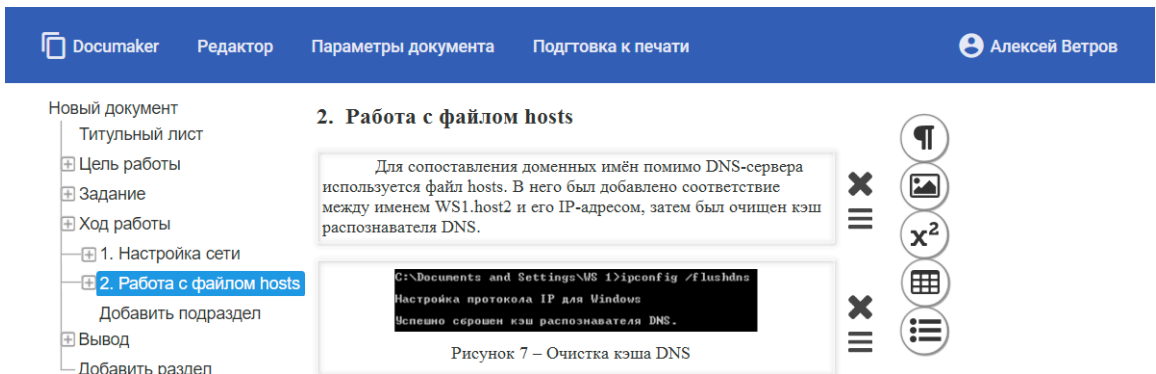 Documaker Редактор Параметры документа Подгтовка к печати Алексей Ветров
Новый документ
Титульный лист
Цель работы
Задание
Ход работы
1. Настройка сети
2. Работа с файлом hosts
Добавить подраздел
Вывод
Добавить раздел
2. Работа с файлом hosts
Для сопоставления доменных имён помимо DNS-сервера
используется файл hosts. В него был добавлено соответствие
между именем WS1.host2 и его IP-адресом, затем был очищен кэш
распознавателя DNS.
C:\Documents and Settings\WS 1>ipconfig /flushdns
Настройка протокола IP для Windows
Успешно сброшен кэш распознавателя DNS.
Рисунок 7 – Очистка кэша DNS
x²